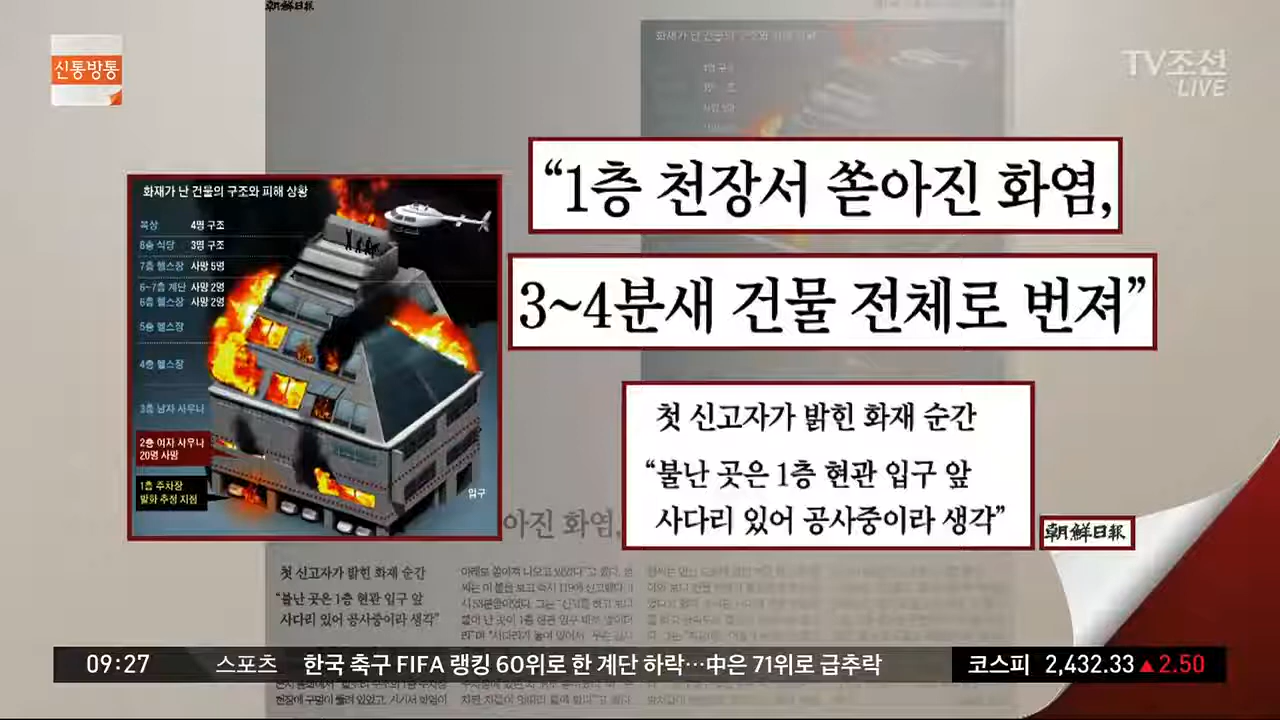 朝鮮日報
신통방통
TV조선
LIVE
“1층 천장서 쏟아진 화염,
3~4분새 건물 전체로 번져”
화재가 난 건물의 구조와 피해 상황
옥상 4명 구조
8층 식당 3명 구조
7층 헬스장 사망 5명
6~7층 계단 사망 2명
6층 헬스장 사망 2명
5층 헬스장
4층 헬스장
3층 남자 사우나
2층 여자 사우나
20명 사망
1층 주차장
발화 추정 지점
입구
첫 신고자가 밝힌 화재 순간
“불난 곳은 1층 현관 입구 앞
사다리 있어 공사중이라 생각”
朝鮮日報
아진 화염,
첫 신고자가 밝힌 화재 순간
“불난 곳은 1층 현관 입구 앞
사다리 있어 공사중이라 생각”
09:27 스포츠 한국 축구 FIFA 랭킹 60위로 한 계단 하락…中은 71위로 급추락 코스피 2,432.33 ▲2.50